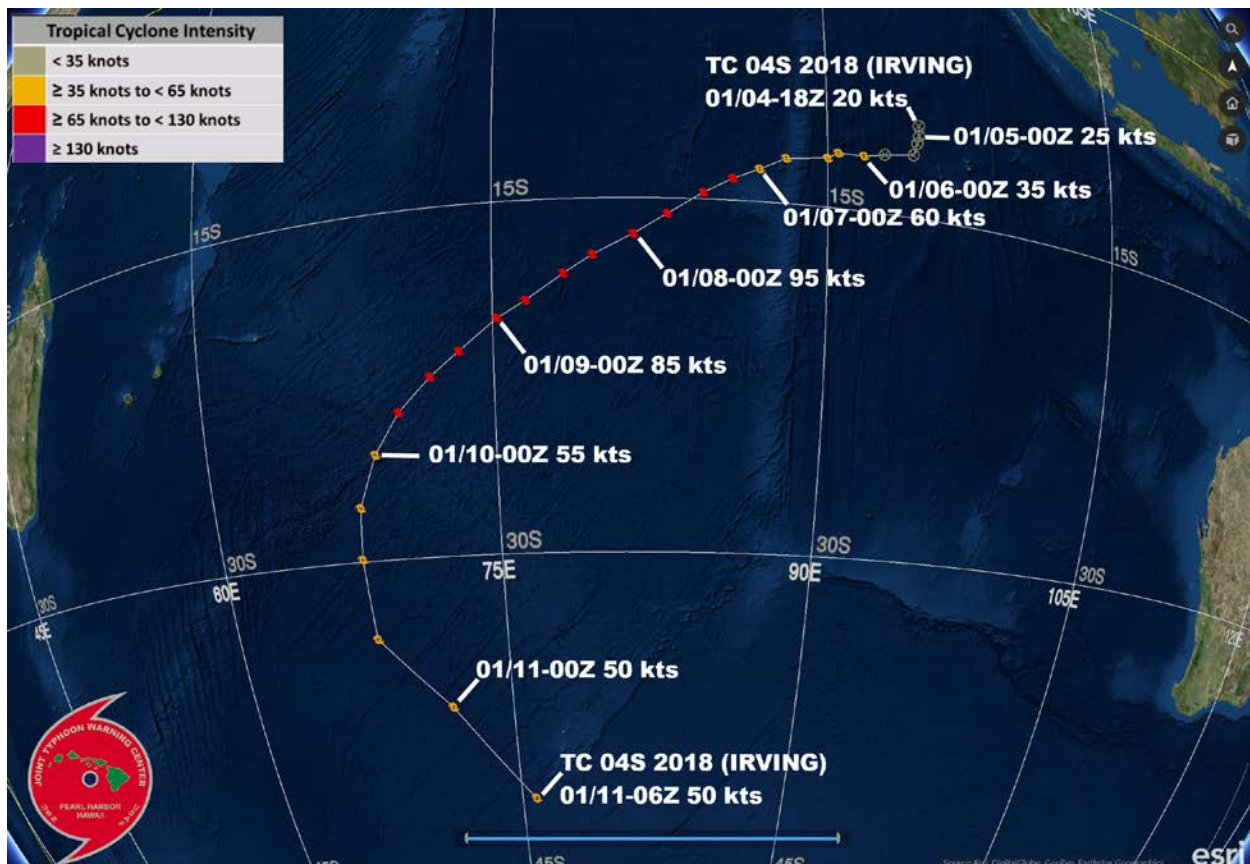 Tropical Cyclone Intensity
< 35 knots
≥ 35 knots to < 65 knots
≥ 65 knots to < 130 knots
≥ 130 knots
105E
TC 04S 2018 (IRVING)
01/04-18Z 20 kts
01/05-00Z 25 kts
01/06-00Z 35 kts
15S
15S
01/07-00Z 60 kts
15S
15S
01/08-00Z 95 kts
01/09-00Z 85 kts
01/10-00Z 55 kts
30S
30S
30S
30S
30S
75E
90E
60E
105E
45E
120E
01/11-00Z 50 kts
TC 04S 2018 (IRVING)
01/11-06Z 50 kts
JOINT TYPHOON WARNING CENTER
PEARL HARBOR
HAWAII
45S
45S
45S
esri